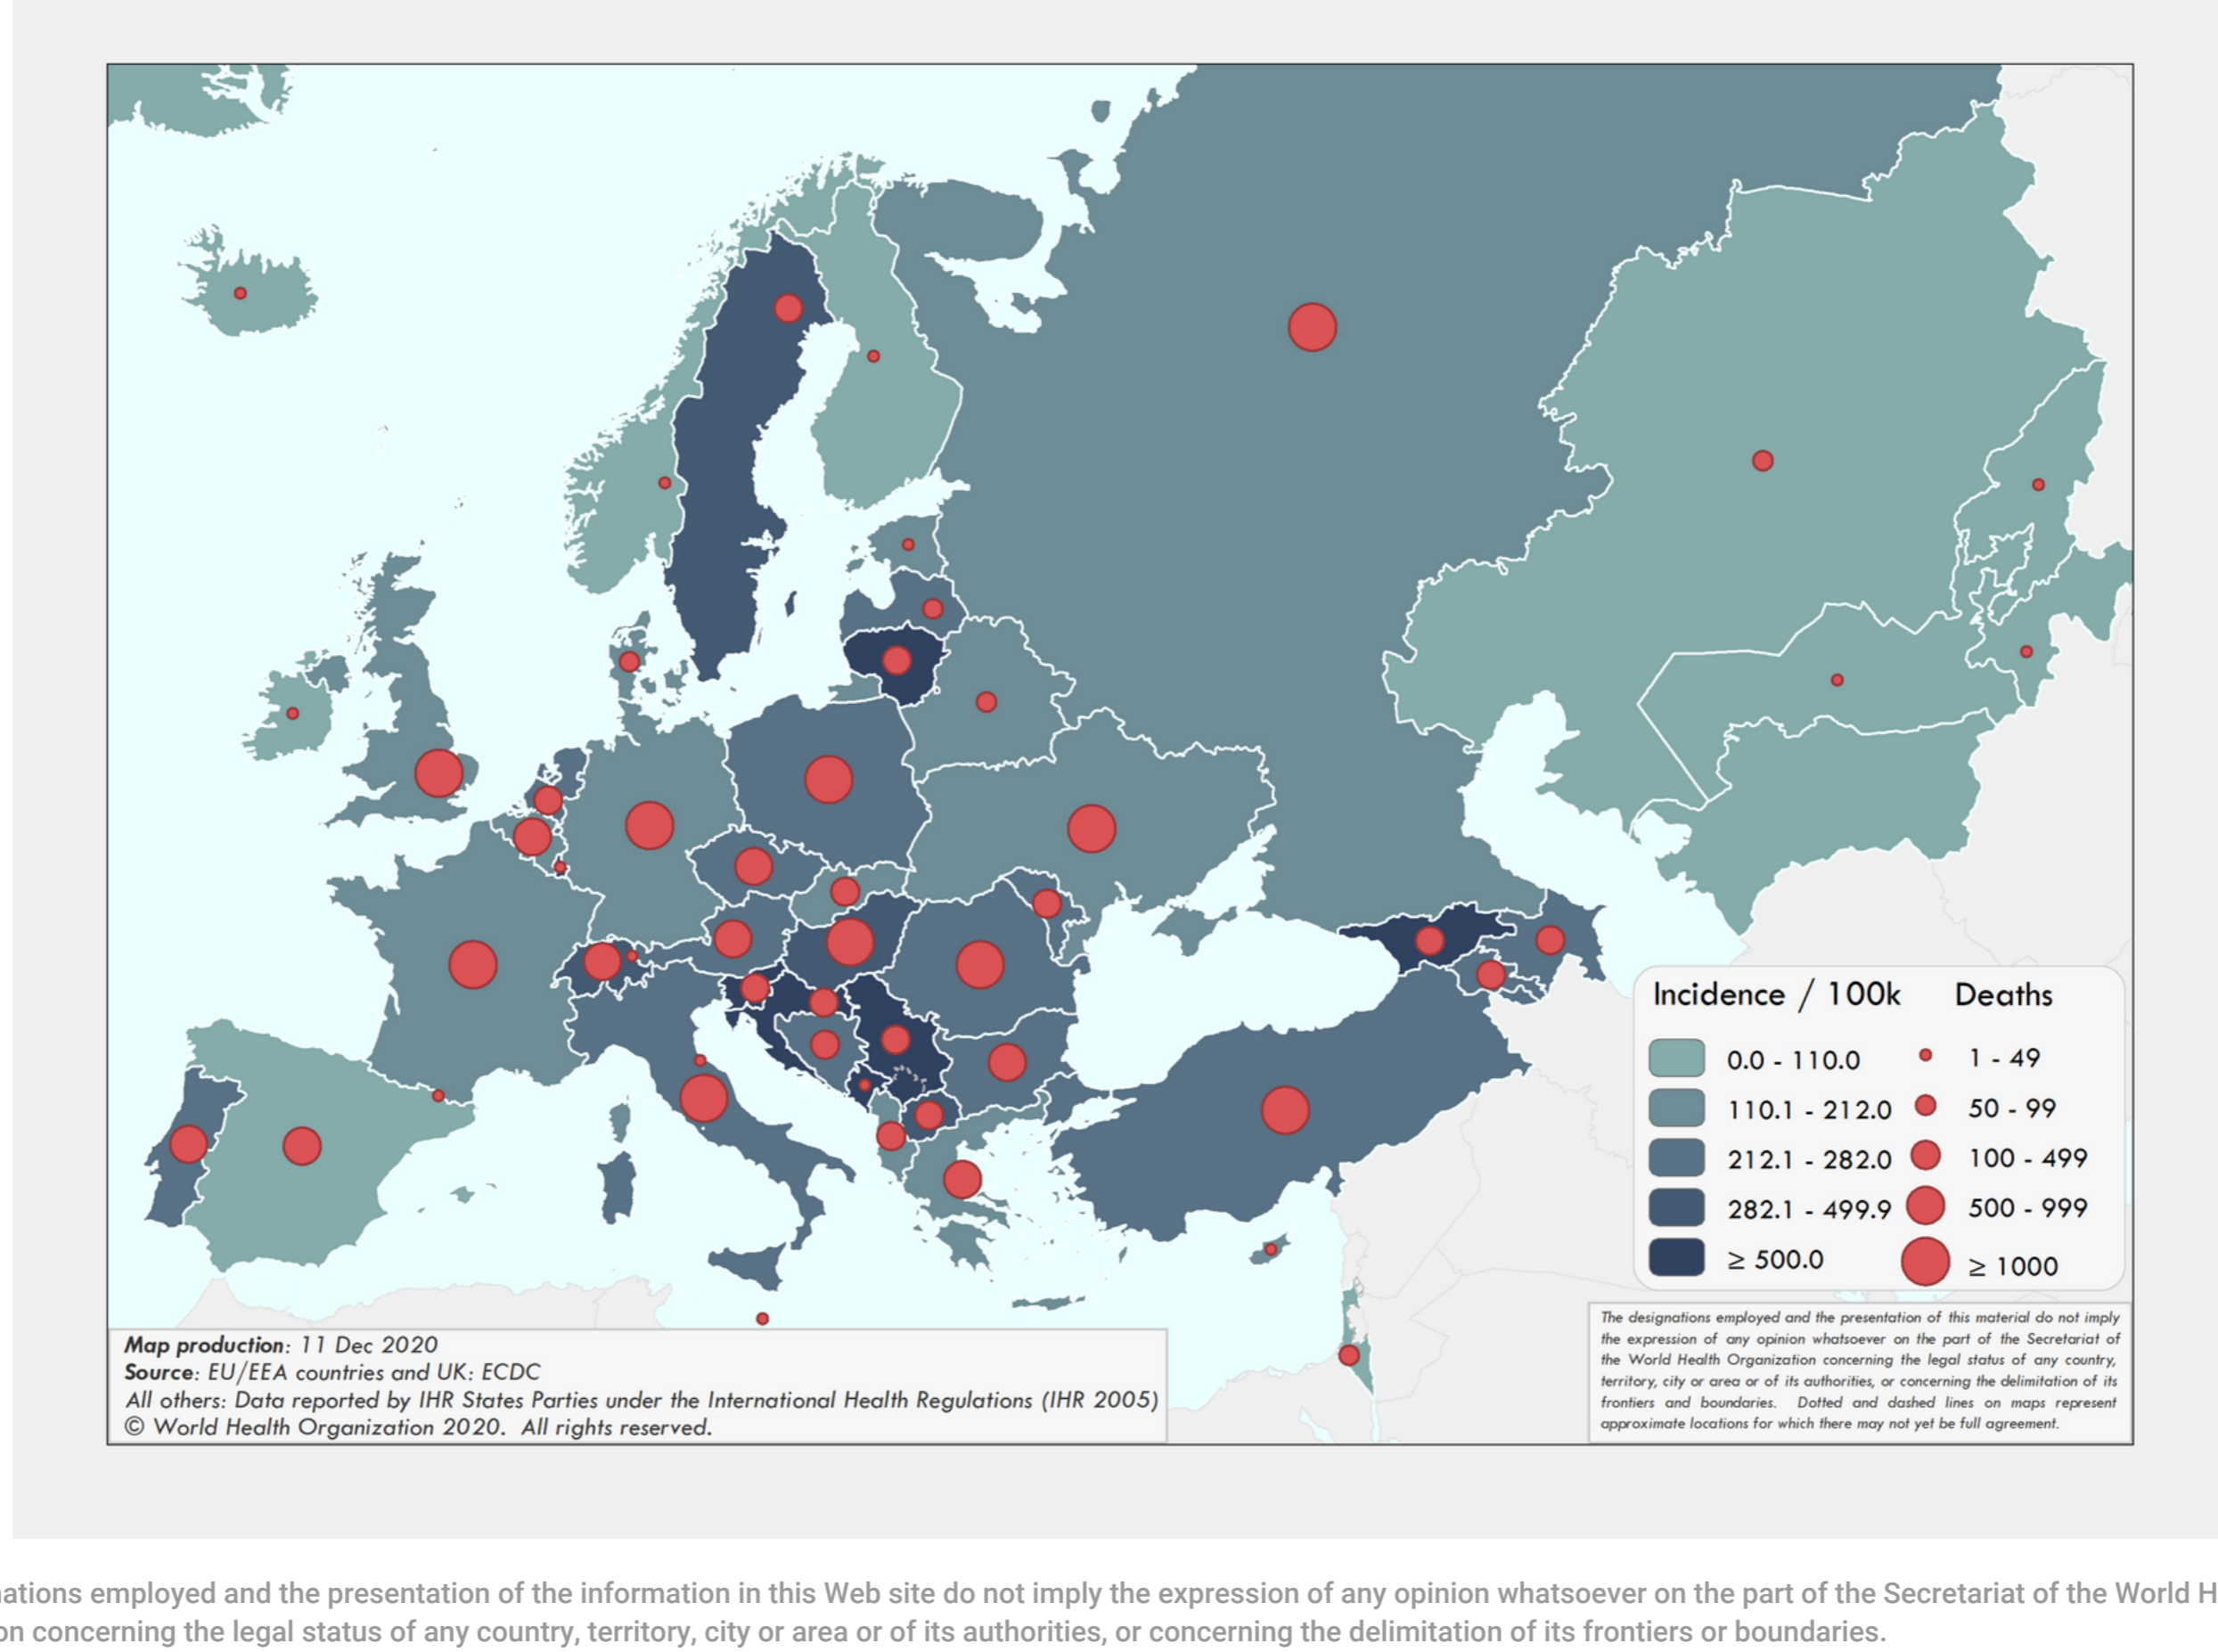 Incidence / 100k Deaths
0.0 - 110.0 1 - 49
110.1 - 212.0 50 - 99
212.1 - 282.0 100 - 499
282.1 - 499.9 500 - 999
≥ 500.0 ≥ 1000
Map production: 11 Dec 2020
Source: EU/EEA countries and UK: ECDC
All others: Data reported by IHR States Parties under the International Health Regulations (IHR 2005)
© World Health Organization 2020. All rights reserved.
The designations employed and the presentation of this material do not imply
the expression of any opinion whatsoever on the part of the Secretariat of
the World Health Organization concerning the legal status of any country,
territory, city or area or of its authorities, or concerning the delimitation of its
frontiers and boundaries. Dotted and dashed lines on maps represent
approximate locations for which there may not yet be full agreement.
nations employed and the presentation of the information in this Web site do not imply the expression of any opinion whatsoever on the part of the Secretariat of the World H
on concerning the legal status of any country, territory, city or area or of its authorities, or concerning the delimitation of its frontiers or boundaries.